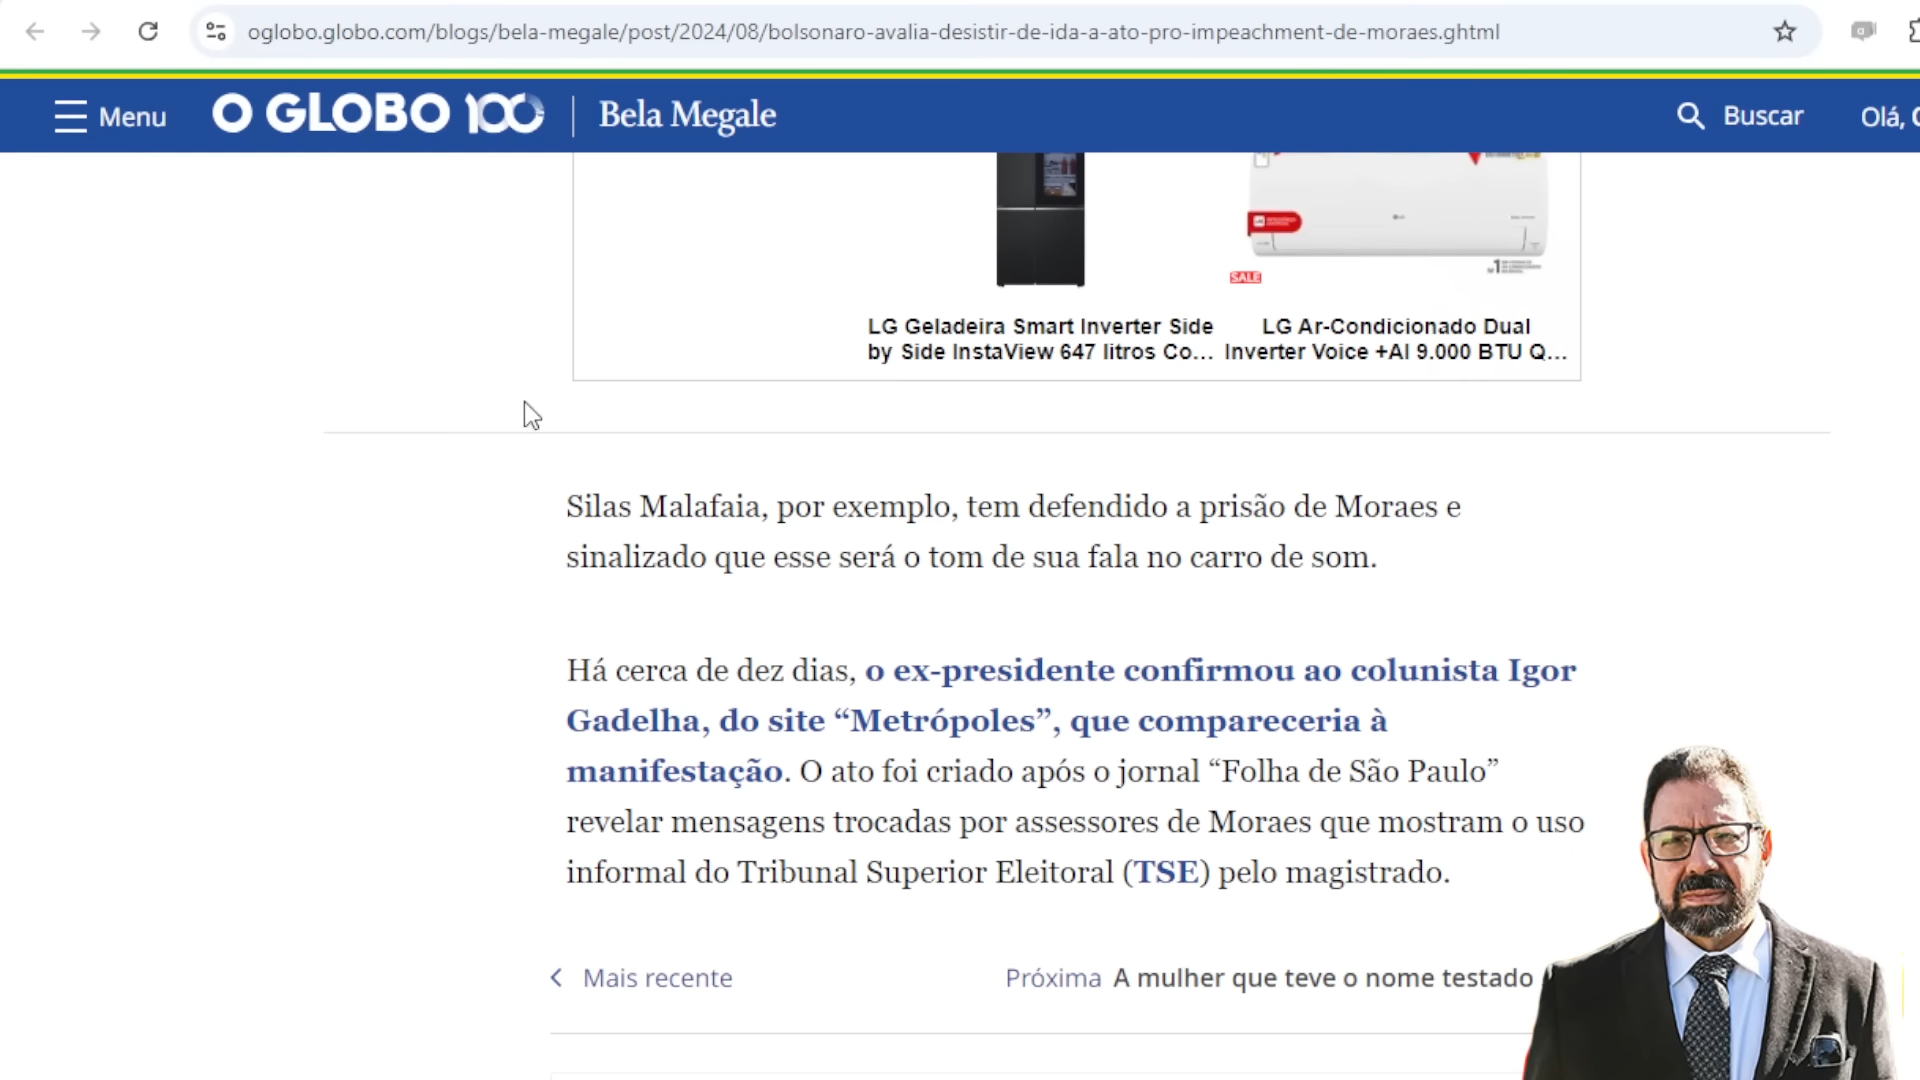 oglobo.globo.com/blogs/bela-megale/post/2024/08/bolsonaro-avalia-desistir-de-ida-a-ato-pro-impeachment-de-moraes.ghtml
Menu
O GLOBO 100
Bela Megale
Buscar
Olá,
SALE
LG Geladeira Smart Inverter Side
by Side InstaView 647 litros Co...
LG Ar-Condicionado Dual
Inverter Voice +AI 9.000 BTU Q...
Silas Malafaia, por exemplo, tem defendido a prisão de Moraes e
sinalizado que esse será o tom de sua fala no carro de som.
Há cerca de dez dias, o ex-presidente confirmou ao colunista Igor
Gadelha, do site “Metrópoles”, que compareceria à
manifestação. O ato foi criado após o jornal “Folha de São Paulo”
revelar mensagens trocadas por assessores de Moraes que mostram o uso
informal do Tribunal Superior Eleitoral (TSE) pelo magistrado.
Mais recente
Próxima A mulher que teve o nome testado